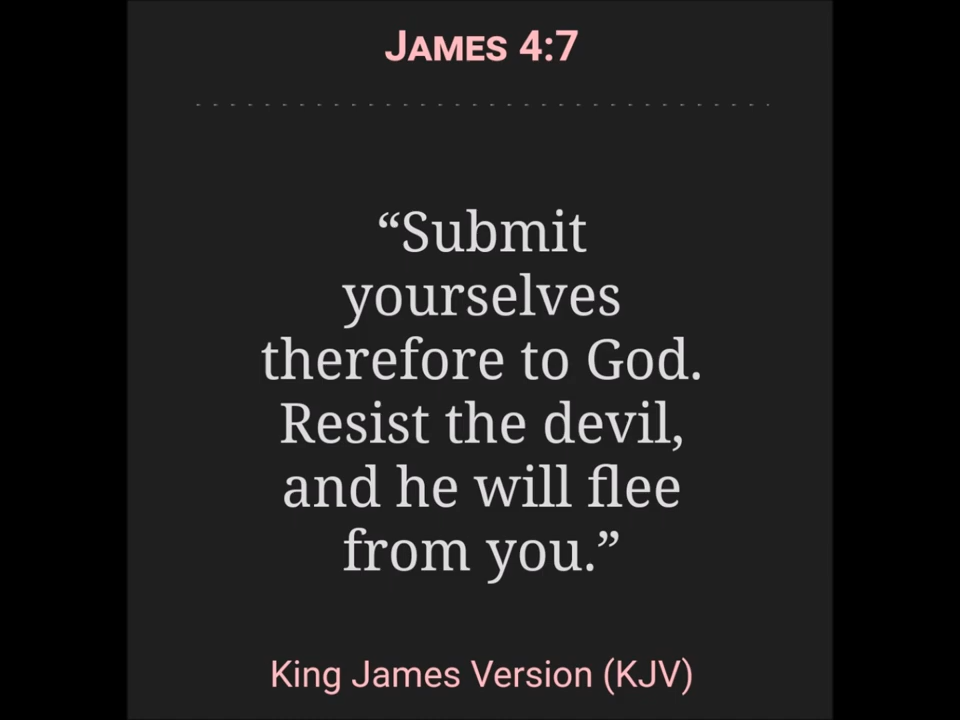 JAMES 4:7
“Submit
yourselves
therefore to God.
Resist the devil,
and he will flee
from you.”
King James Version (KJV)